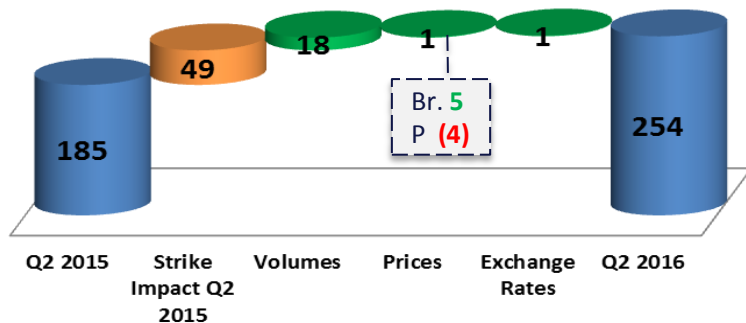 185
49
18
1
1
254
Br. 5
P (4)
Q2 2015
Strike
Impact Q2
2015
Volumes
Prices
Exchange
Rates
Q2 2016